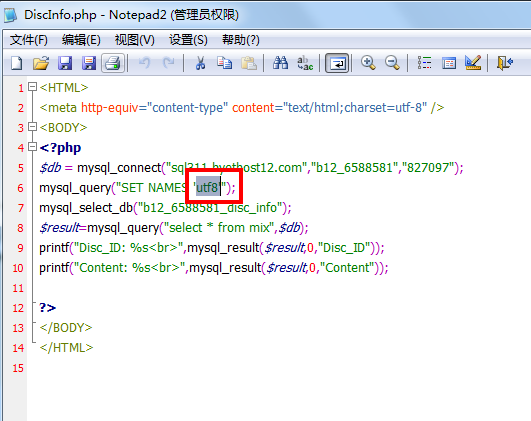 DiscInfo.php - Notepad2 (管理员权限)
文件(F) 编辑(E) 视图(V) 设置(S) 帮助(?)
1 <HTML>
2 <meta http-equiv="content-type" content="text/html;charset=utf-8" />
3 <BODY>
4 <?php
5 $db = mysql_connect("sql311.byethost12.com","b12_6588581","827097");
6 mysql_query("SET NAMES 'utf8'");
7 mysql_select_db("b12_6588581_disc_info");
8 $result=mysql_query("select * from mix",$db);
9 printf("Disc_ID: %s<br>",mysql_result($result,0,"Disc_ID"));
10 printf("Content: %s<br>",mysql_result($result,0,"Content"));
11
12 ?>
13 </BODY>
14 </HTML>
15